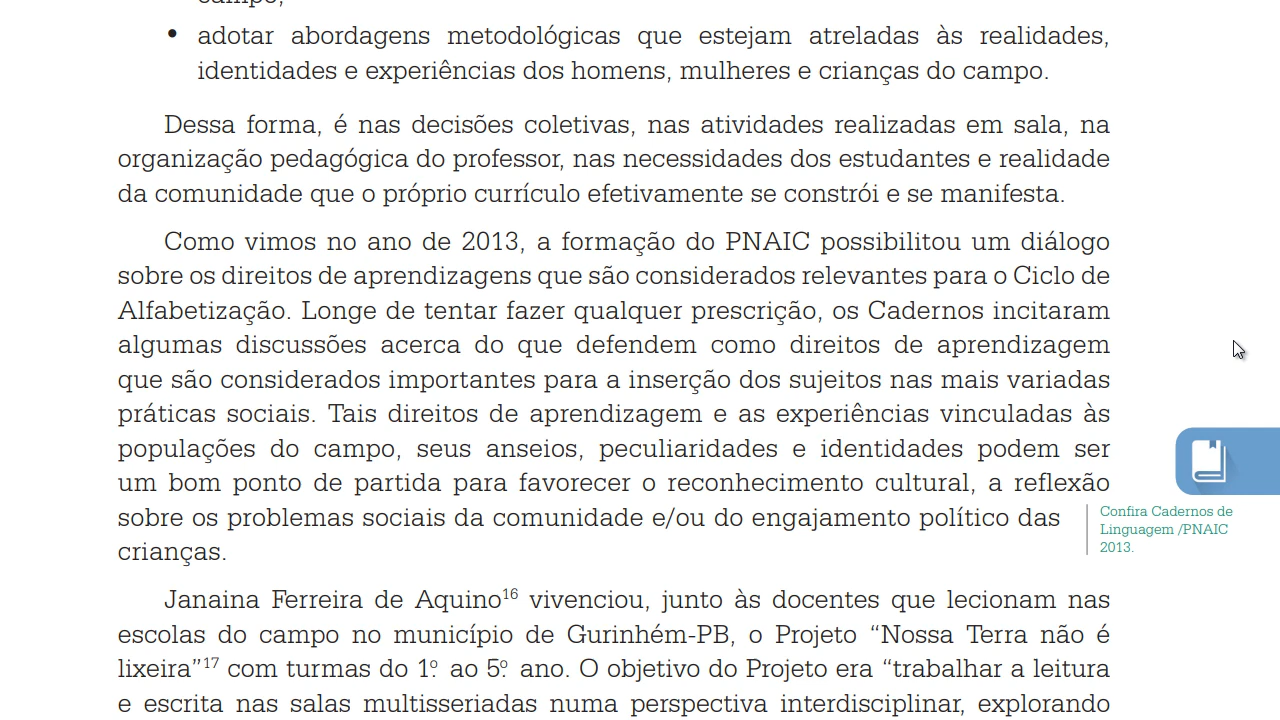 campo;
• adotar abordagens metodológicas que estejam atreladas às realidades,
identidades e experiências dos homens, mulheres e crianças do campo.
Dessa forma, é nas decisões coletivas, nas atividades realizadas em sala, na
organização pedagógica do professor, nas necessidades dos estudantes e realidade
da comunidade que o próprio currículo efetivamente se constrói e se manifesta.
Como vimos no ano de 2013, a formação do PNAIC possibilitou um diálogo
sobre os direitos de aprendizagens que são considerados relevantes para o Ciclo de
Alfabetização. Longe de tentar fazer qualquer prescrição, os Cadernos incitaram
algumas discussões acerca do que defendem como direitos de aprendizagem
que são considerados importantes para a inserção dos sujeitos nas mais variadas
práticas sociais. Tais direitos de aprendizagem e as experiências vinculadas às
populações do campo, seus anseios, peculiaridades e identidades podem ser
um bom ponto de partida para favorecer o reconhecimento cultural, a reflexão
sobre os problemas sociais da comunidade e/ou do engajamento político das
crianças.
Confira Cadernos de
Linguagem /PNAIC
2013.
Janaina Ferreira de Aquino16 vivenciou, junto às docentes que lecionam nas
escolas do campo no município de Gurinhém-PB, o Projeto “Nossa Terra não é
lixeira”17 com turmas do 1º ao 5º ano. O objetivo do Projeto era “trabalhar a leitura
e escrita nas salas multisseriadas numa perspectiva interdisciplinar, explorando